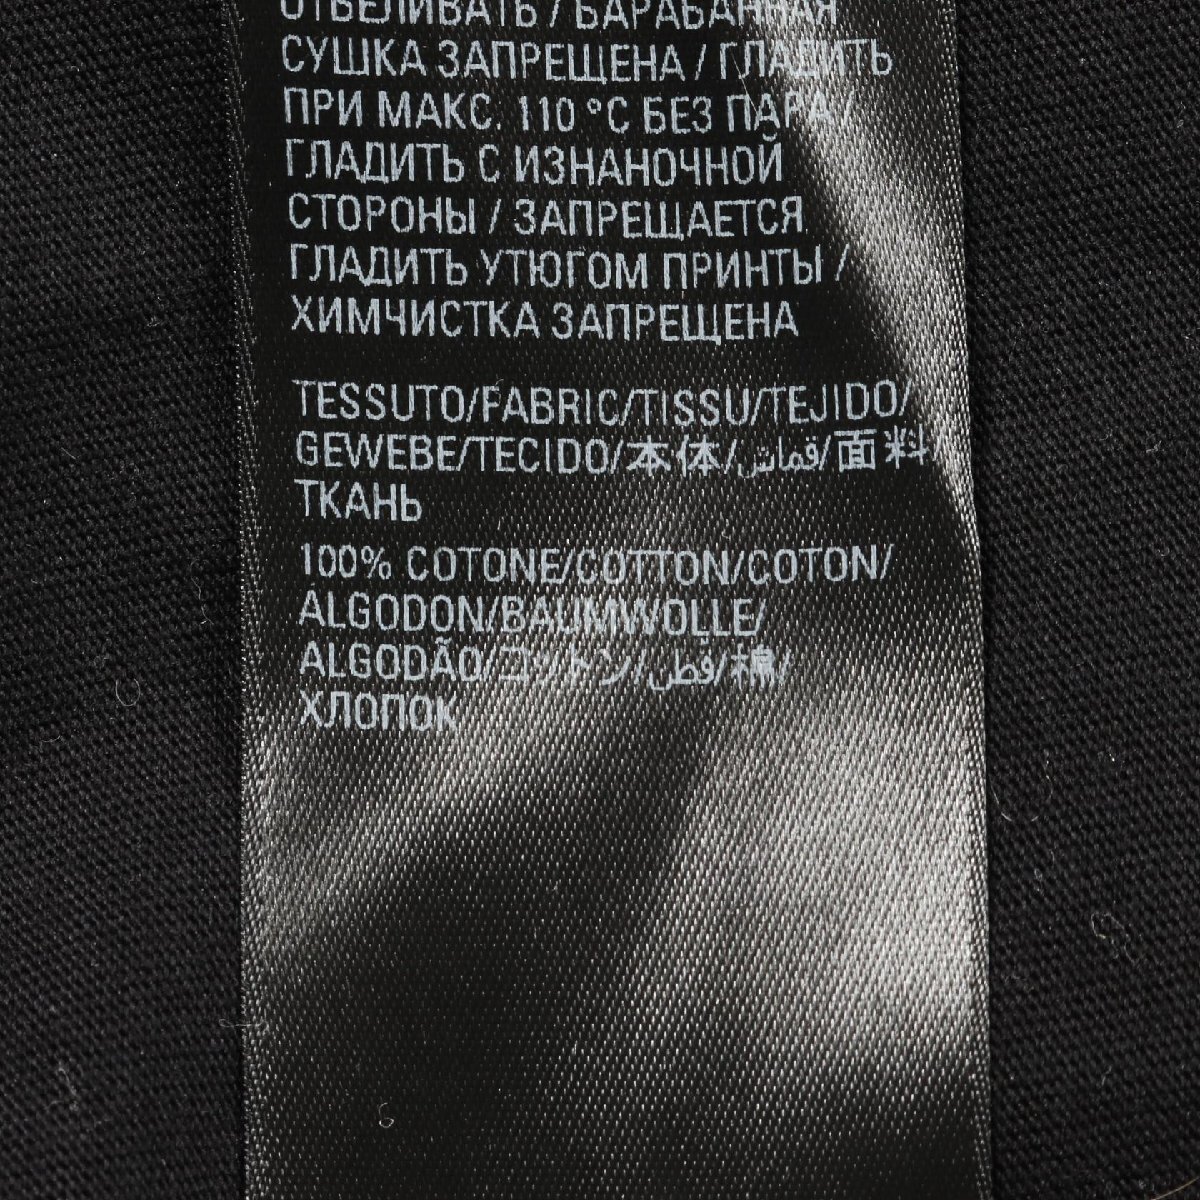 ОТБЕЛИВАТЬ / БАРАБАННАЯ
СУШКА ЗАПРЕЩЕНА / ГЛАДИТЬ
ПРИ МАКС. 110 °С БЕЗ ПАРА /
ГЛАДИТЬ С ИЗНАНОЧНОЙ
СТОРОНЫ / ЗАПРЕЩАЕТСЯ
ГЛАДИТЬ УТЮГОМ ПРИНТЫ /
ХИМЧИСТКА ЗАПРЕЩЕНА
TESSUTO/FABRIC/TISSU/TEJIDO/
GEWEBE/TECIDO/本体/قماش/面料/
ТКАНЬ
100% COTONE/COTTON/COTON/
ALGODON/BAUMWOLLE/
ALGODÃO/コットン/قطن/棉/
ХЛОПОК